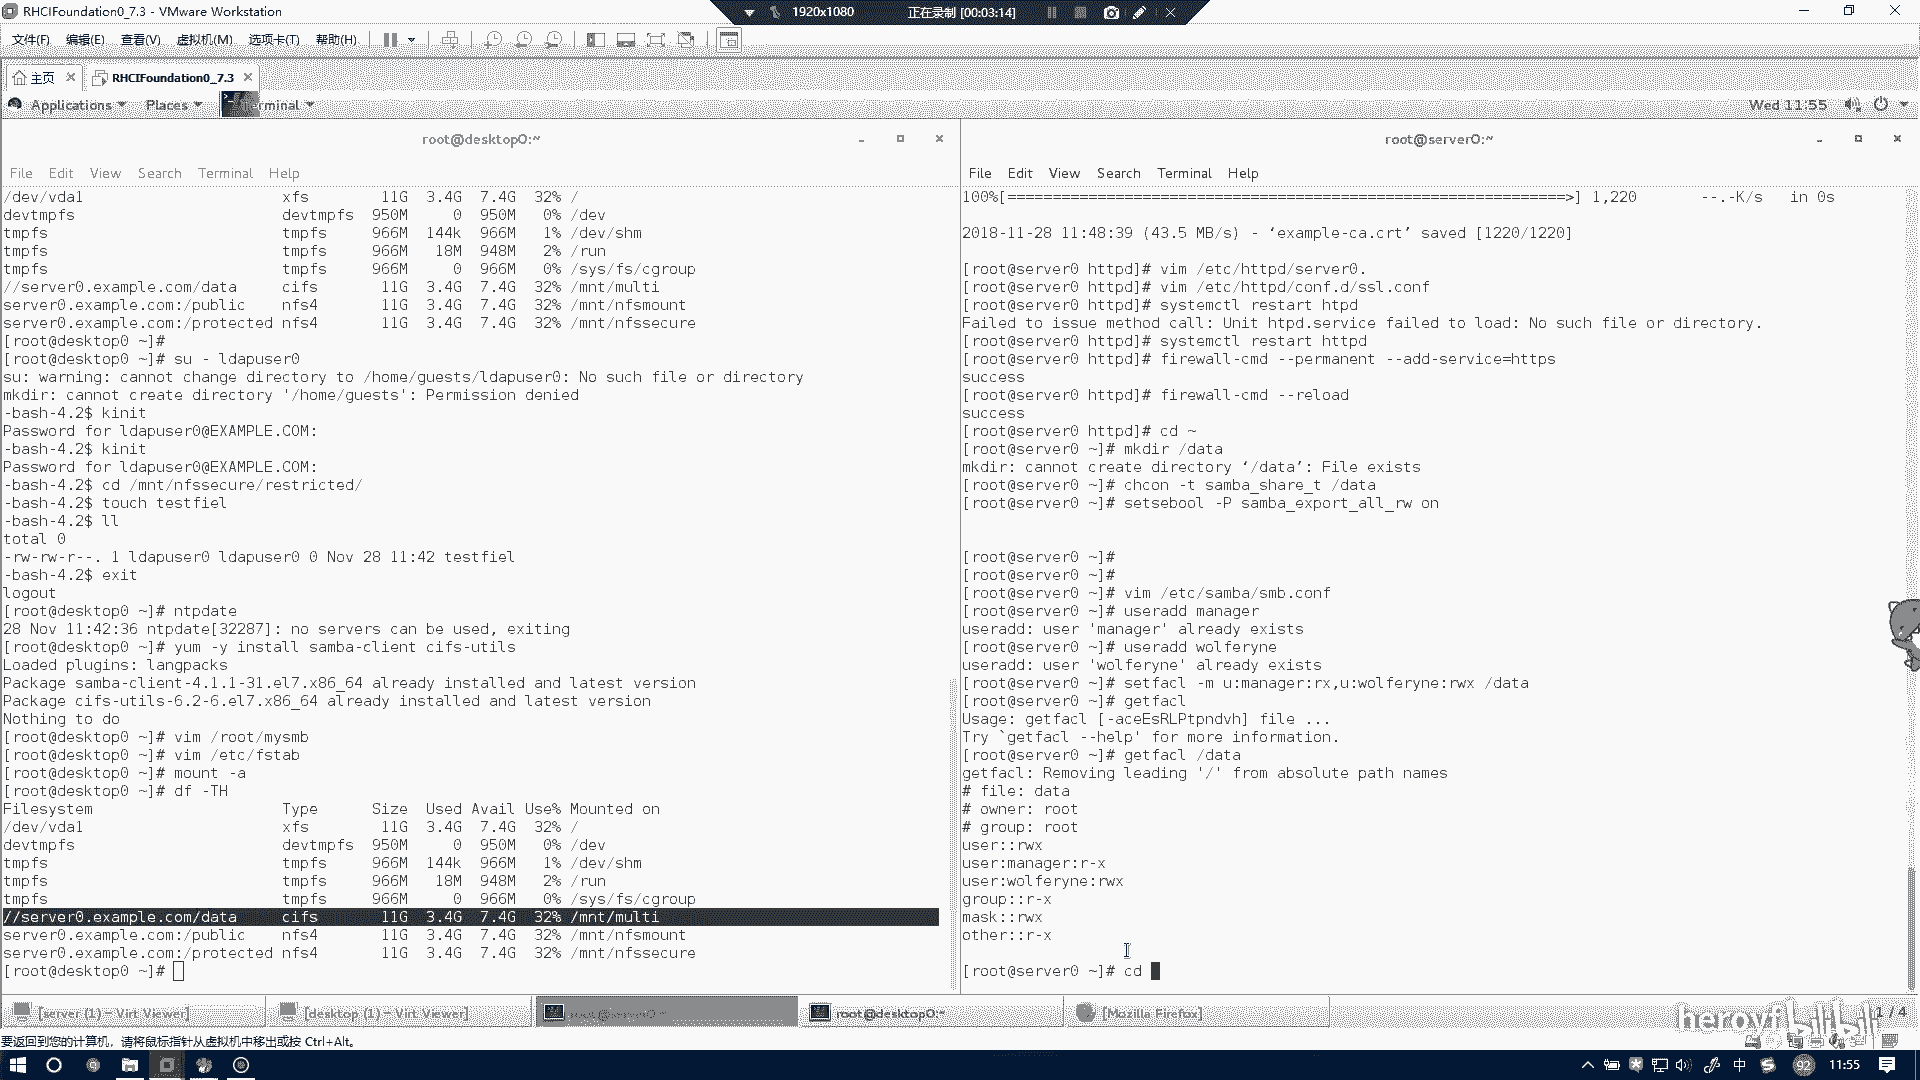 RHCIFoundation0_7.3 - VMware Workstation
1920x1080 正在录制 [00:03:14]
文件(F) 编辑(E) 查看(V) 虚拟机(M) 选项卡(T) 帮助(H)
主页 RHCIFoundation0_7.3
Applications Places Terminal Wed 11:55
root@desktop0:~
File Edit View Search Terminal Help
/dev/vda1 xfs 11G 3.4G 7.4G 32% /
devtmpfs devtmpfs 950M 0 950M 0% /dev
tmpfs tmpfs 966M 144k 966M 1% /dev/shm
tmpfs tmpfs 966M 18M 948M 2% /run
tmpfs tmpfs 966M 0 966M 0% /sys/fs/cgroup
//server0.example.com/data cifs 11G 3.4G 7.4G 32% /mnt/multi
server0.example.com:/public nfs4 11G 3.4G 7.4G 32% /mnt/nfsmount
server0.example.com:/protected nfs4 11G 3.4G 7.4G 32% /mnt/nfssecure
[root@desktop0 ~]#
[root@desktop0 ~]# su - ldapuser0
su: warning: cannot change directory to /home/guests/ldapuser0: No such file or directory
mkdir: cannot create directory '/home/guests': Permission denied
-bash-4.2$ kinit
Password for ldapuser0@EXAMPLE.COM:
-bash-4.2$ kinit
Password for ldapuser0@EXAMPLE.COM:
-bash-4.2$ cd /mnt/nfssecure/restricted/
-bash-4.2$ touch testfiel
-bash-4.2$ ll
total 0
-rw-rw-r--. 1 ldapuser0 ldapuser0 0 Nov 28 11:42 testfiel
-bash-4.2$ exit
logout
[root@desktop0 ~]# ntpdate
28 Nov 11:42:36 ntpdate[32287]: no servers can be used, exiting
[root@desktop0 ~]# yum -y install samba-client cifs-utils
Loaded plugins: langpacks
Package samba-client-4.1.1-31.el7.x86_64 already installed and latest version
Package cifs-utils-6.2-6.el7.x86_64 already installed and latest version
Nothing to do
[root@desktop0 ~]# vim /root/mysmb
[root@desktop0 ~]# vim /etc/fstab
[root@desktop0 ~]# mount -a
[root@desktop0 ~]# df -TH
Filesystem Type Size Used Avail Use% Mounted on
/dev/vda1 xfs 11G 3.4G 7.4G 32% /
devtmpfs devtmpfs 950M 0 950M 0% /dev
tmpfs tmpfs 966M 144k 966M 1% /dev/shm
tmpfs tmpfs 966M 18M 948M 2% /run
tmpfs tmpfs 966M 0 966M 0% /sys/fs/cgroup
//server0.example.com/data cifs 11G 3.4G 7.4G 32% /mnt/multi
server0.example.com:/public nfs4 11G 3.4G 7.4G 32% /mnt/nfsmount
server0.example.com:/protected nfs4 11G 3.4G 7.4G 32% /mnt/nfssecure
[root@desktop0 ~]#
root@server0:~
File Edit View Search Terminal Help
100%[==============================================================>] 1,220 --.-K/s in 0s
2018-11-28 11:48:39 (43.5 MB/s) - ‘example-ca.crt’ saved [1220/1220]
[root@server0 httpd]# vim /etc/httpd/server0.
[root@server0 httpd]# vim /etc/httpd/conf.d/ssl.conf
[root@server0 httpd]# systemctl restart htpd
Failed to issue method call: Unit htpd.service failed to load: No such file or directory.
[root@server0 httpd]# systemctl restart httpd
[root@server0 httpd]# firewall-cmd --permanent --add-service=https
success
[root@server0 httpd]# firewall-cmd --reload
success
[root@server0 httpd]# cd ~
[root@server0 ~]# mkdir /data
mkdir: cannot create directory ‘/data’: File exists
[root@server0 ~]# chcon -t samba_share_t /data
[root@server0 ~]# setsebool -P samba_export_all_rw on
[root@server0 ~]#
[root@server0 ~]#
[root@server0 ~]# vim /etc/samba/smb.conf
[root@server0 ~]# useradd manager
useradd: user 'manager' already exists
[root@server0 ~]# useradd wolferyne
useradd: user 'wolferyne' already exists
[root@server0 ~]# setfacl -m u:manager:rx,u:wolferyne:rwx /data
[root@server0 ~]# getfacl
Usage: getfacl [-aceEsRLPtpndvh] file ...
Try `getfacl --help' for more information.
[root@server0 ~]# getfacl /data
getfacl: Removing leading '/' from absolute path names
# file: data
# owner: root
# group: root
user::rwx
user:manager:r-x
user:wolferyne:rwx
group::r-x
mask::rwx
other::r-x
[root@server0 ~]# cd
[server (1) - Virt Viewer] [desktop (1) - Virt Viewer] root@server0:~ root@desktop0:~ [Mozilla Firefox] 1 / 4
heroyf bilibili
要返回到您的计算机，请将鼠标指针从虚拟机中移出或按 Ctrl+Alt。
中 92 11:55